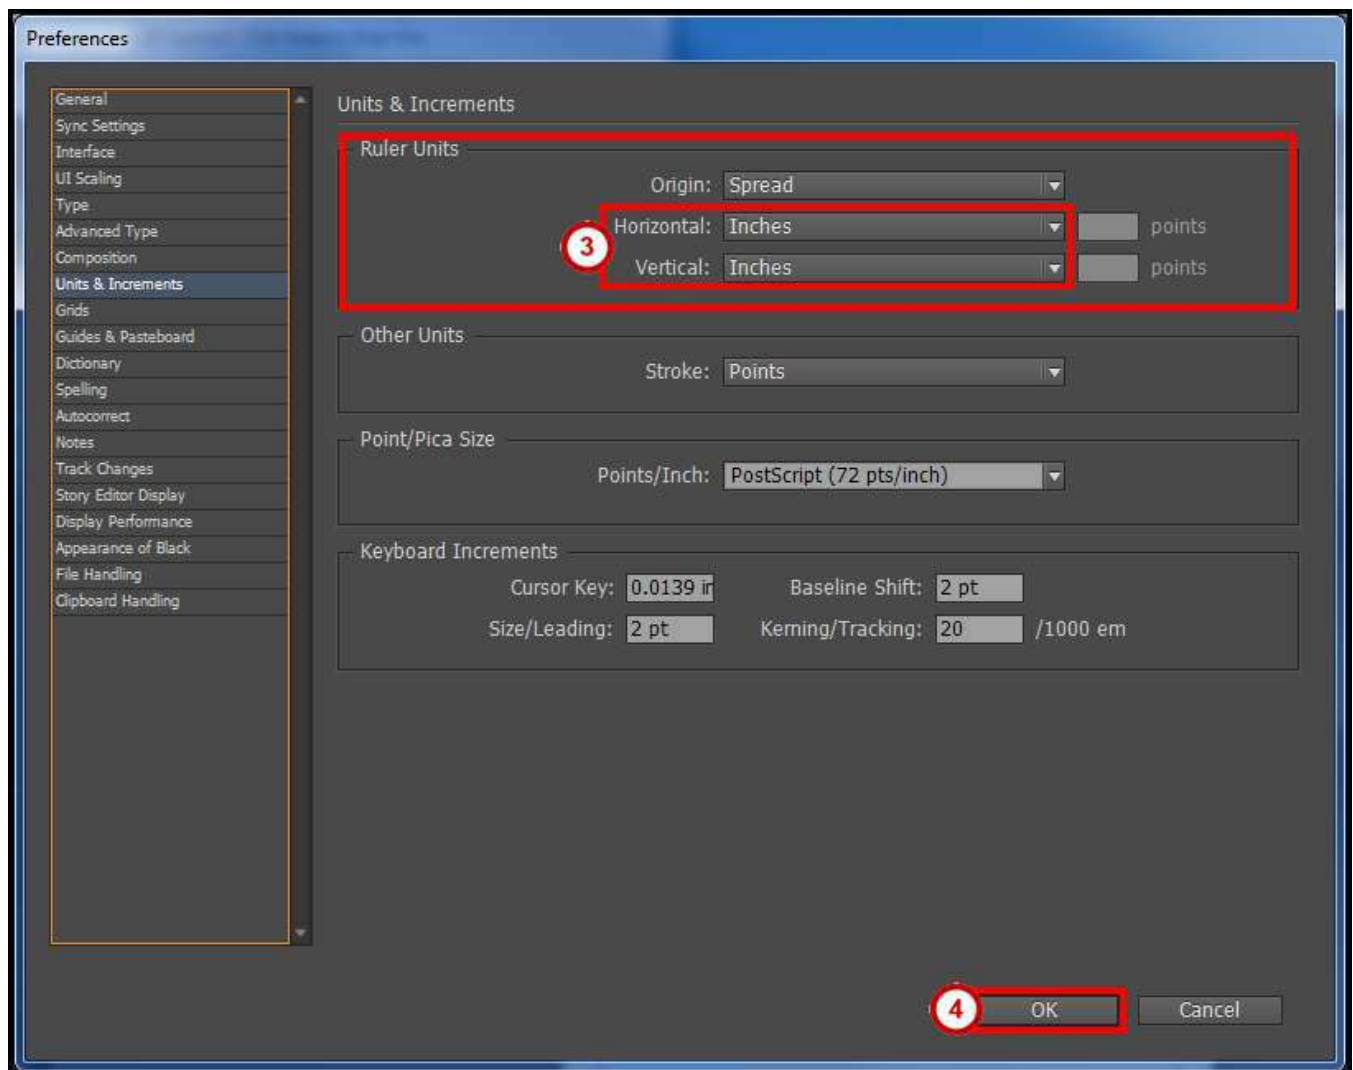 Preferences
General
Sync Settings
Interface
UI Scaling
Type
Advanced Type
Composition
Units & Increments
Grids
Guides & Pasteboard
Dictionary
Spelling
Autocorrect
Notes
Track Changes
Story Editor Display
Display Performance
Appearance of Black
File Handling
Clipboard Handling
Units & Increments
Ruler Units
Origin: Spread
3 Horizontal: Inches points
Vertical: Inches points
Other Units
Stroke: Points
Point/Pica Size
Points/Inch: PostScript (72 pts/inch)
Keyboard Increments
Cursor Key: 0.0139 in Baseline Shift: 2 pt
Size/Leading: 2 pt Kerning/Tracking: 20 /1000 em
4 OK Cancel